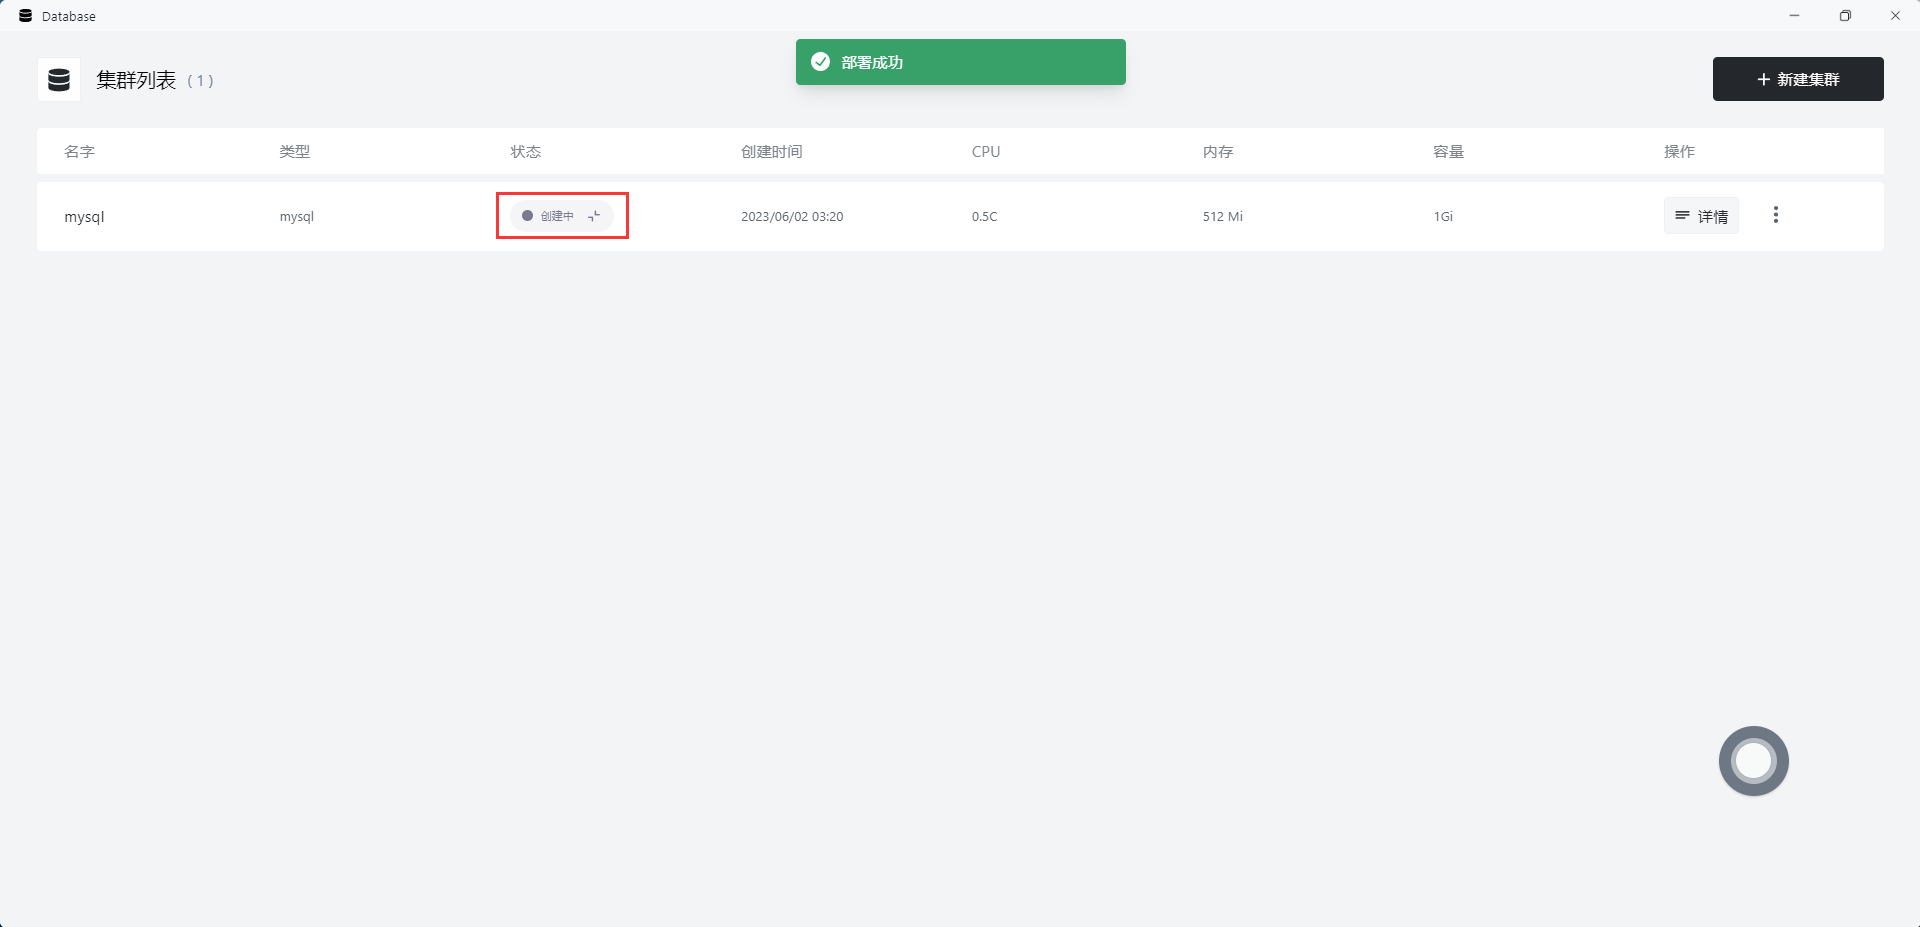 Database
部署成功
集群列表 ( 1 )
新建集群
名字 类型 状态 创建时间 CPU 内存 容量 操作
mysql mysql 创建中 2023/06/02 03:20 0.5C 512 Mi 1Gi 详情